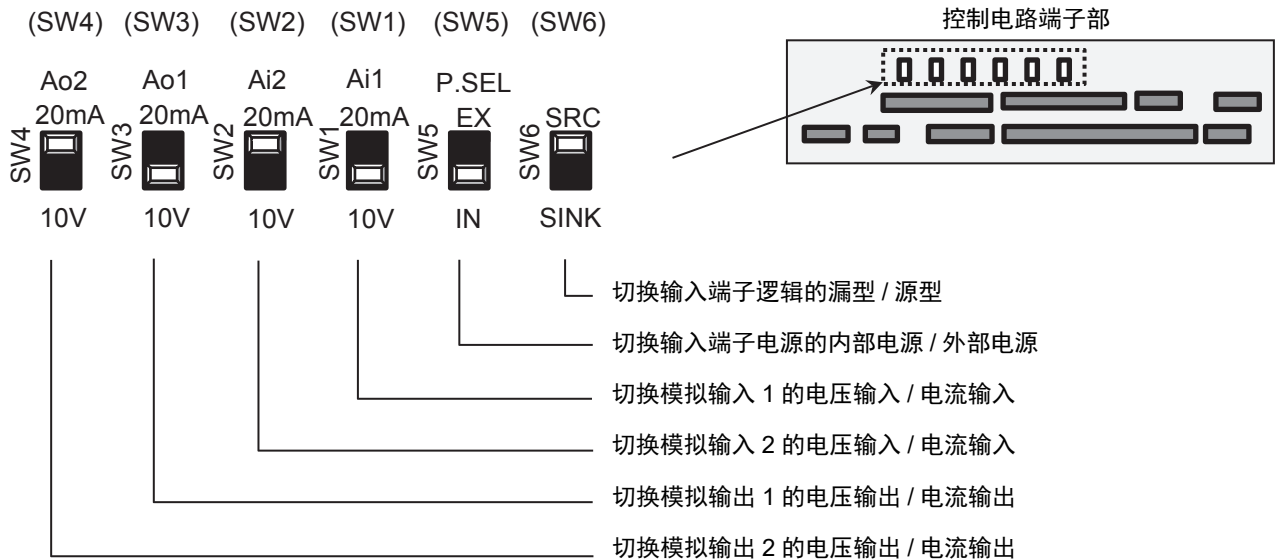 (SW4) (SW3) (SW2) (SW1) (SW5) (SW6)
控制电路端子部
Ao2 Ao1 Ai2 Ai1 P.SEL
20mA 20mA 20mA 20mA EX SRC
SW4 SW3 SW2 SW1 SW5 SW6
10V 10V 10V 10V IN SINK
切换输入端子逻辑的漏型 / 源型
切换输入端子电源的内部电源 / 外部电源
切换模拟输入 1 的电压输入 / 电流输入
切换模拟输入 2 的电压输入 / 电流输入
切换模拟输出 1 的电压输出 / 电流输出
切换模拟输出 2 的电压输出 / 电流输出